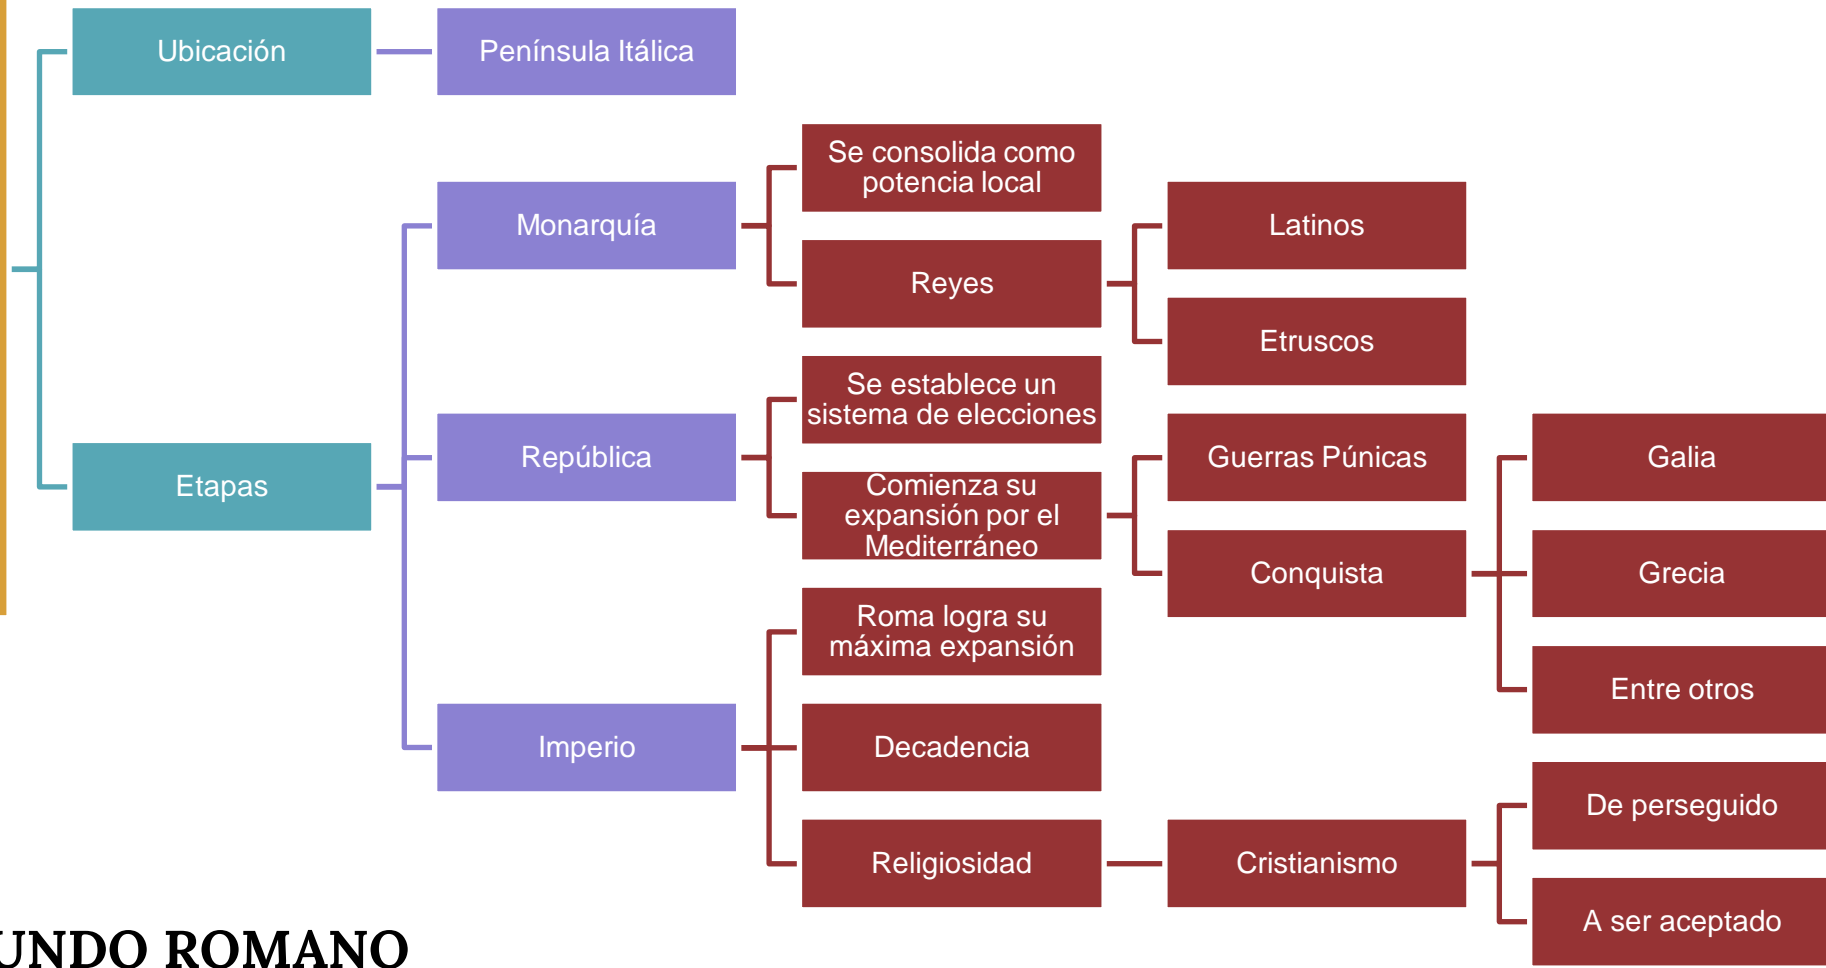 Ubicación
Península Itálica
Se consolida como
potencia local
Monarquía
Latinos
Reyes
Etruscos
Se establece un
sistema de elecciones
República
Guerras Púnicas
Galia
Etapas
Comienza su
expansión por el
Mediterráneo
Conquista
Grecia
Roma logra su
máxima expansión
Entre otros
Imperio
Decadencia
De perseguido
Religiosidad
Cristianismo
A ser aceptado
UNDO ROMANO